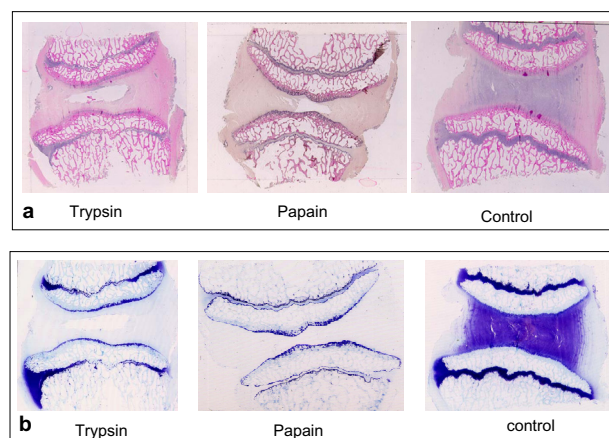 a
Trypsin
Papain
Control
b
Trypsin
Papain
control